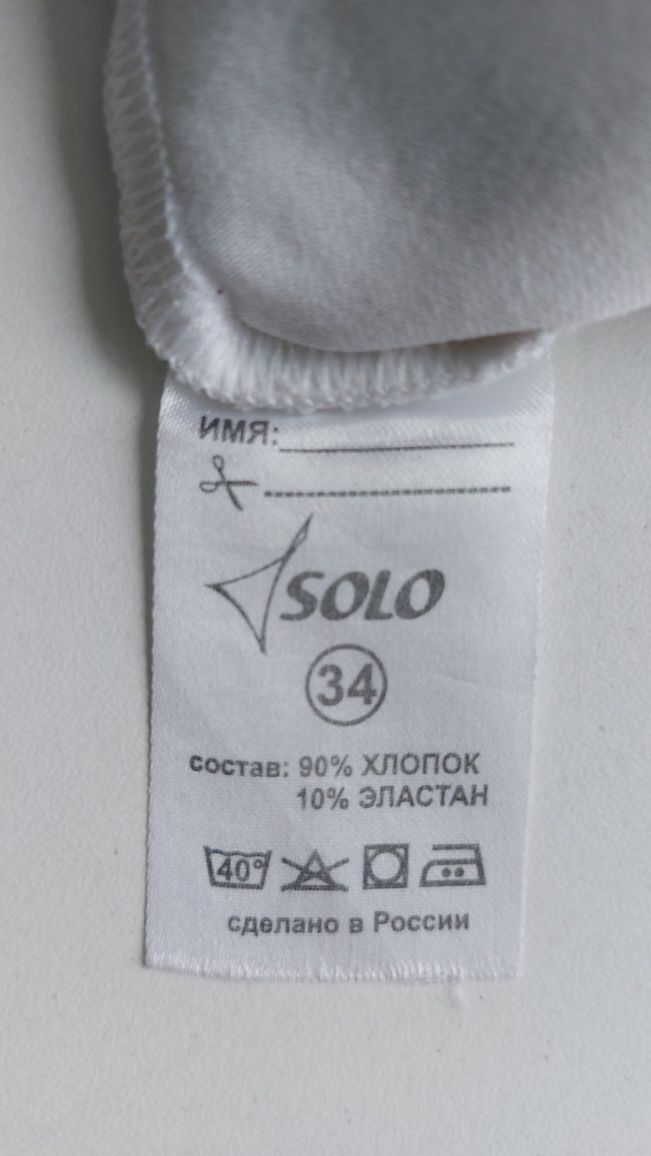 ИМЯ:
SOLO
34
состав: 90% ХЛОПОК
10% ЭЛАСТАН
40°
сделано в России